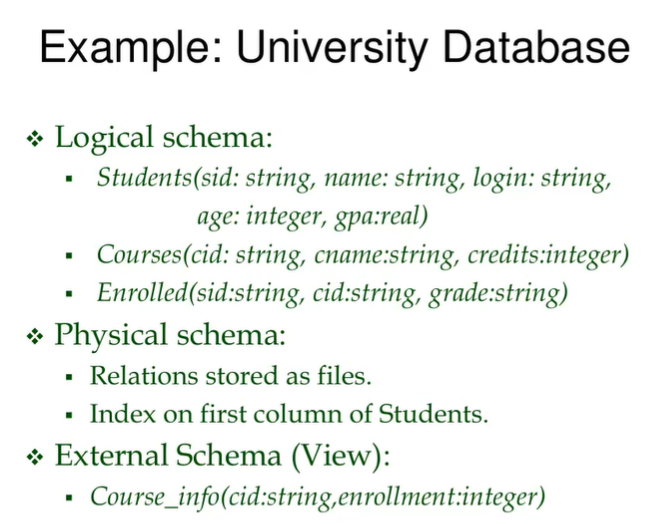 Example: University Database
❖ Logical schema:
▪ Students(sid: string, name: string, login: string,
age: integer, gpa:real)
▪ Courses(cid: string, cname:string, credits:integer)
▪ Enrolled(sid:string, cid:string, grade:string)
❖ Physical schema:
▪ Relations stored as files.
▪ Index on first column of Students.
❖ External Schema (View):
▪ Course_info(cid:string,enrollment:integer)